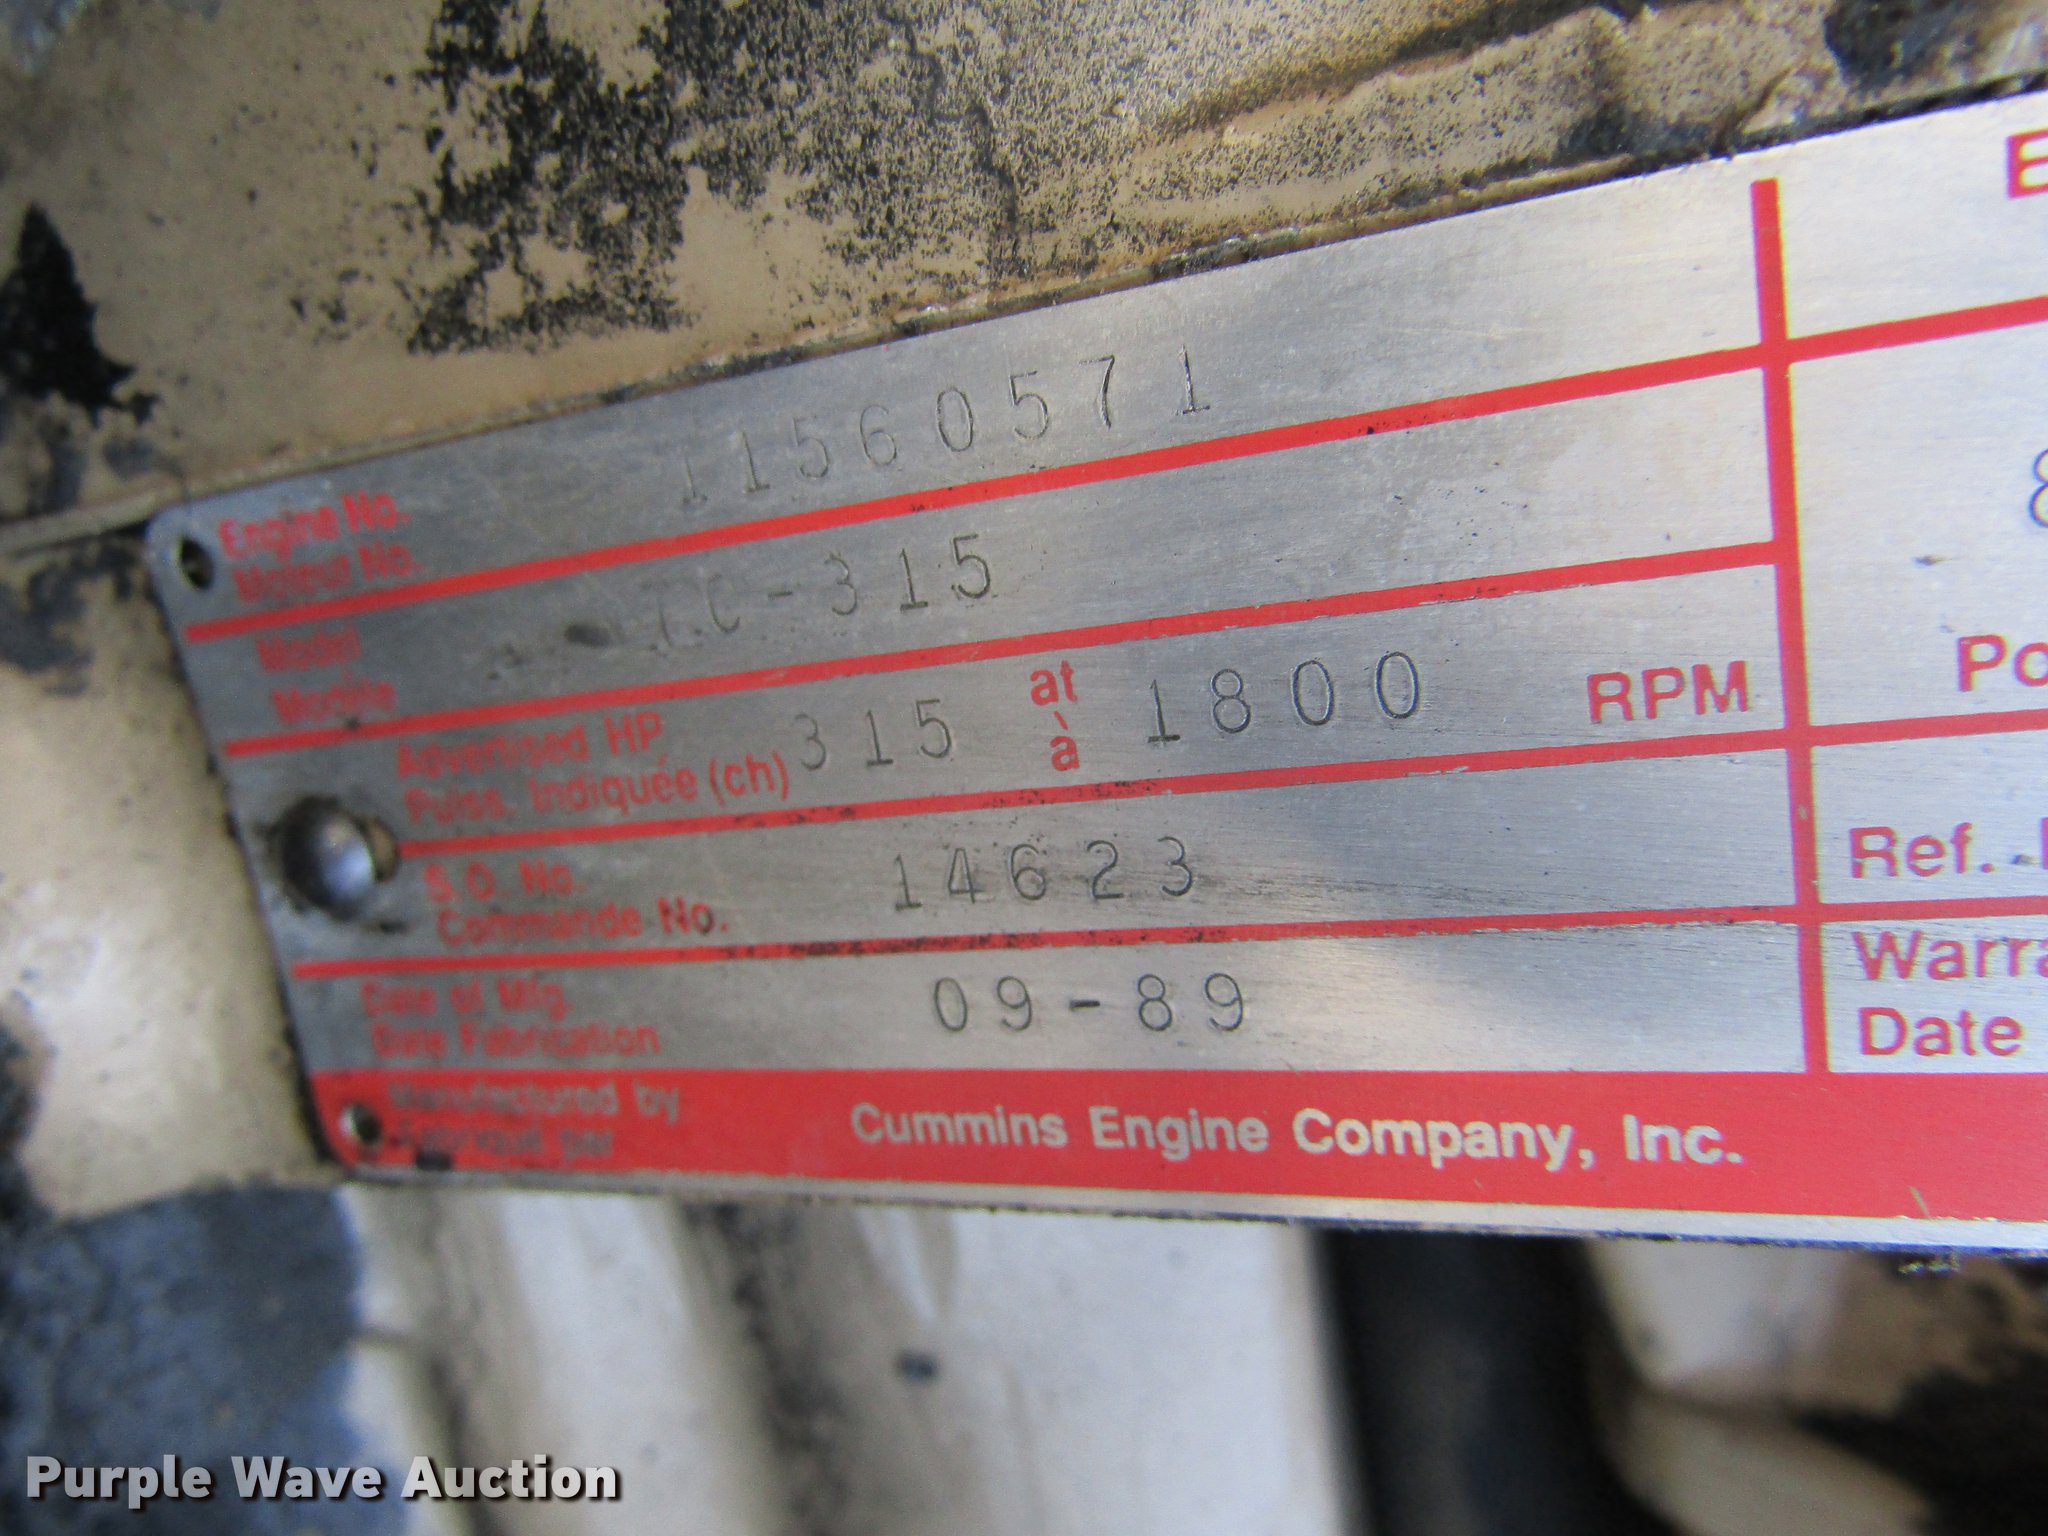 Engine No.
Moteur No. 11560571
Model
Modèle
-315
Advertised HP
Puiss. Indiquée (ch) 315 at
à 1800 RPM
S.O. No.
Commande No. 14623
Date of Mfg.
Date Fabrication 09-89
Manufactured by
Fabriqué par Cummins Engine Company, Inc.
Ref.
Date
Purple Wave Auction